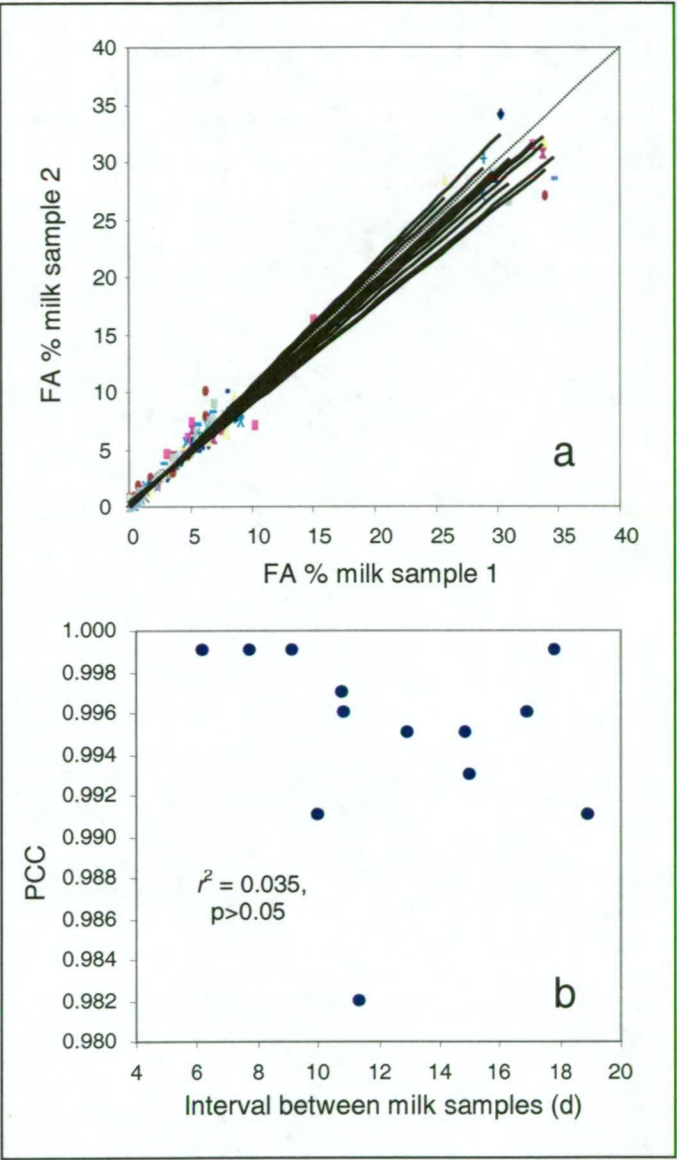 40
35
30
25
20
15
10
5
0
FA % milk sample 2
a
0 5 10 15 20 25 30 35 40
FA % milk sample 1
1.000
0.998
0.996
0.994
0.992
0.990
0.988
0.986
0.984
0.982
0.980
PCC
r² = 0.035,
p>0.05
b
4 6 8 10 12 14 16 18 20
Interval between milk samples (d)